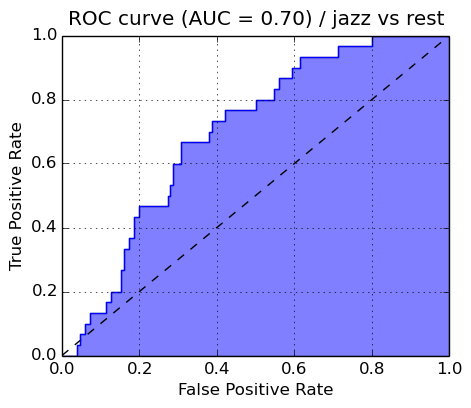 ROC curve (AUC = 0.70) / jazz vs rest
1.0
0.8
0.6
0.4
0.2
0.0
True Positive Rate
0.0 0.2 0.4 0.6 0.8 1.0
False Positive Rate